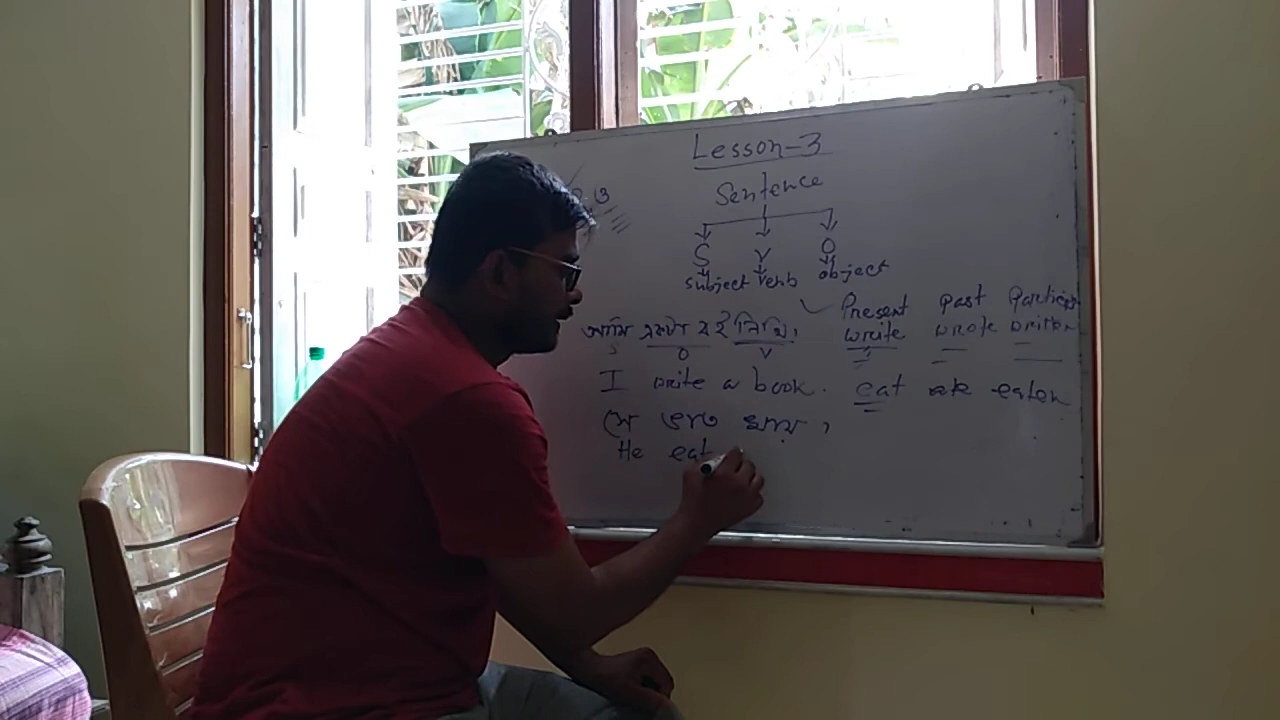 Lesson-3
Sentence
S V O
subject verb object
Present Past Participle
আমি একটা বই লিখি। write wrote written
S O V
I write a book. eat ate eaten
সে ভাত খায়।
He eat